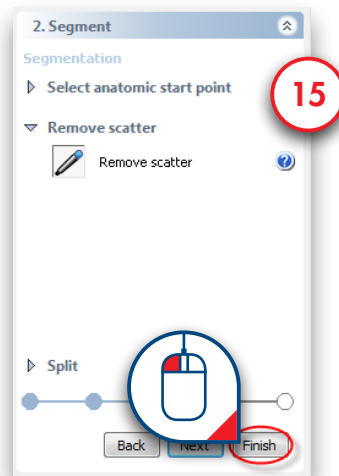 2. Segment
Segmentation
Select anatomic start point
15
Remove scatter
Remove scatter
Split
Back
Next
Finish